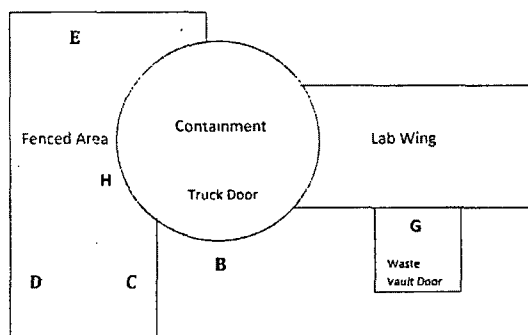 E
Containment
Fenced Area
Lab Wing
H
Truck Door
G
B
Waste
Vault Door
D
C